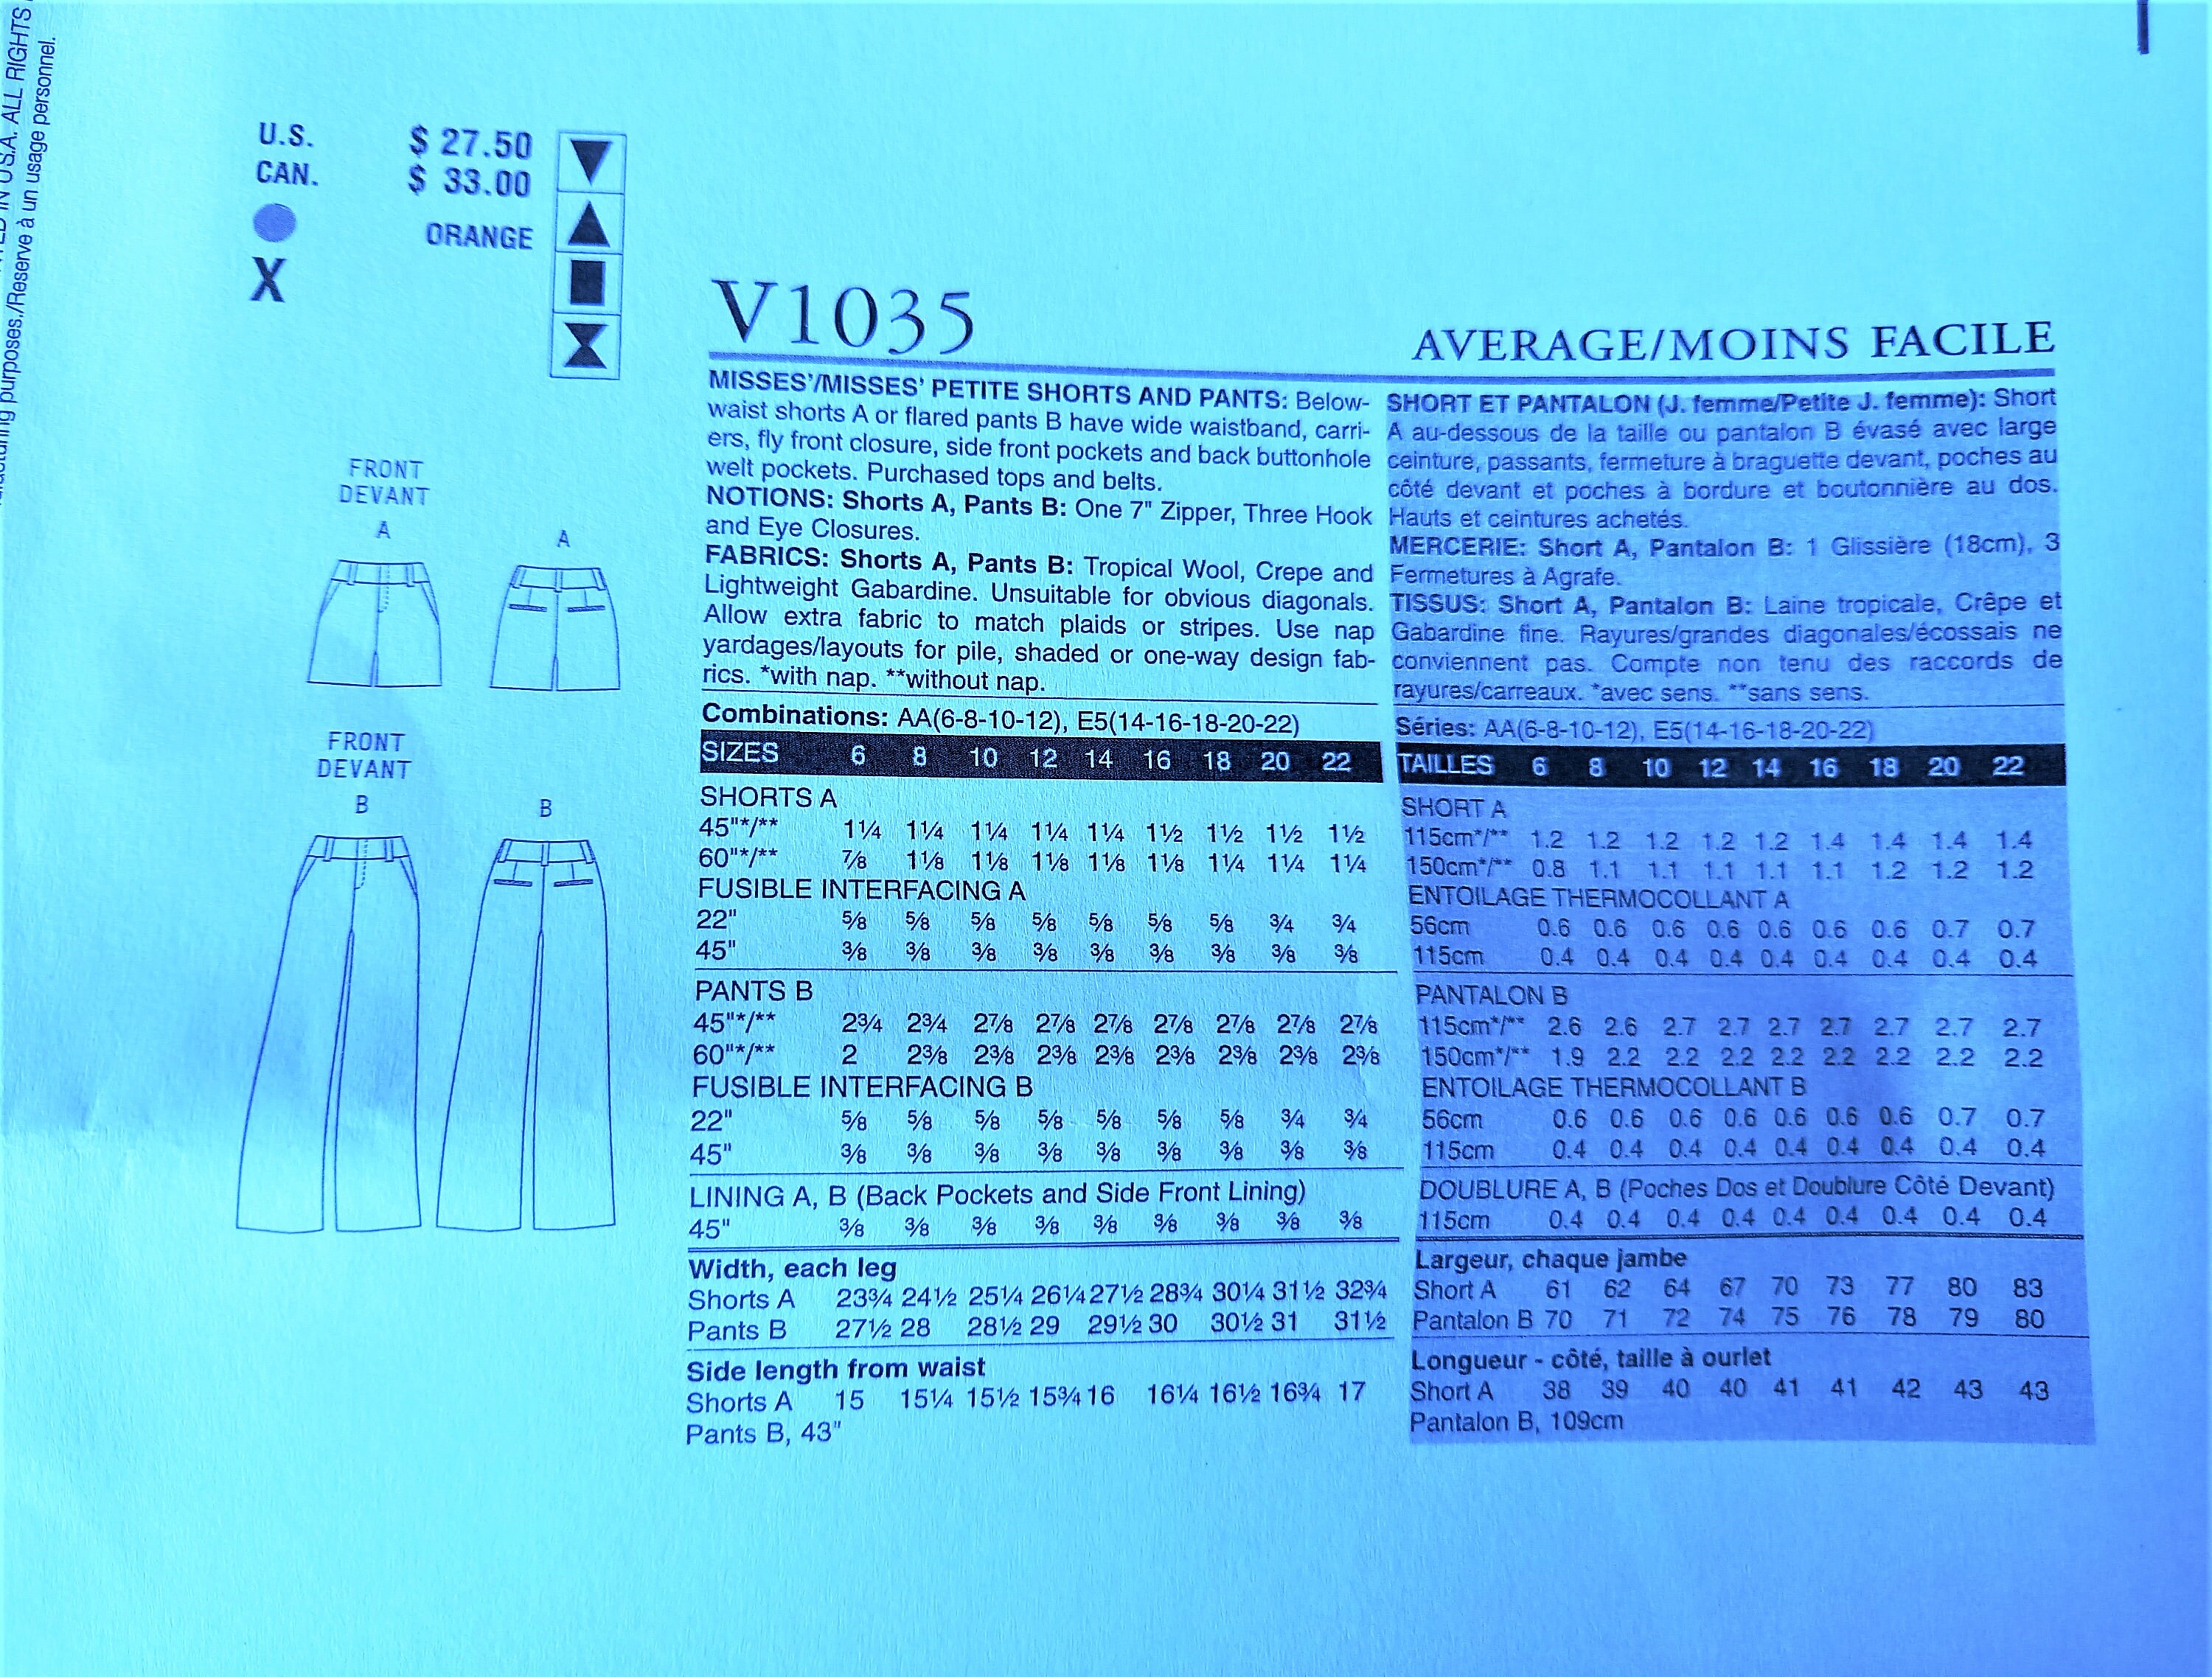 TED IN U.S.A. ALL RIGHTS
purposes./Reserve à un usage personnel.
U.S. $ 27.50
CAN. $ 33.00
ORANGE
X
FRONT
DEVANT
A
A
FRONT
DEVANT
B
B
V1035
AVERAGE/MOINS FACILE
MISSES'/MISSES' PETITE SHORTS AND PANTS: Below-
waist shorts A or flared pants B have wide waistband, carri-
ers, fly front closure, side front pockets and back buttonhole
welt pockets. Purchased tops and belts.
NOTIONS: Shorts A, Pants B: One 7" Zipper, Three Hook
and Eye Closures.
FABRICS: Shorts A, Pants B: Tropical Wool, Crepe and
Lightweight Gabardine. Unsuitable for obvious diagonals.
Allow extra fabric to match plaids or stripes. Use nap
yardages/layouts for pile, shaded or one-way design fab-
rics. *with nap. **without nap.
Combinations: AA(6-8-10-12), E5(14-16-18-20-22)
SIZES 6 8 10 12 14 16 18 20 22
SHORTS A
45"*/** 1¼ 1¼ 1¼ 1¼ 1¼ 1½ 1½ 1½ 1½
60"*/** ⅞ 1⅛ 1⅛ 1⅛ 1⅛ 1⅛ 1¼ 1¼ 1¼
FUSIBLE INTERFACING A
22" ⅝ ⅝ ⅝ ⅝ ⅝ ⅝ ⅝ ¾ ¾
45" ⅜ ⅜ ⅜ ⅜ ⅜ ⅜ ⅜ ⅜ ⅜
PANTS B
45"*/** 2¾ 2¾ 2⅞ 2⅞ 2⅞ 2⅞ 2⅞ 2⅞ 2⅞
60"*/** 2 2⅜ 2⅜ 2⅜ 2⅜ 2⅜ 2⅜ 2⅜ 2⅜
FUSIBLE INTERFACING B
22" ⅝ ⅝ ⅝ ⅝ ⅝ ⅝ ⅝ ¾ ¾
45" ⅜ ⅜ ⅜ ⅜ ⅜ ⅜ ⅜ ⅜ ⅜
LINING A, B (Back Pockets and Side Front Lining)
45" ⅜ ⅜ ⅜ ⅜ ⅜ ⅜ ⅜ ⅜ ⅜
Width, each leg
Shorts A 23¾ 24½ 25¼ 26¼ 27½ 28¾ 30¼ 31½ 32¾
Pants B 27½ 28 28½ 29 29½ 30 30½ 31 31½
Side length from waist
Shorts A 15 15¼ 15½ 15¾ 16 16¼ 16½ 16¾ 17
Pants B, 43"
SHORT ET PANTALON (J. femme/Petite J. femme): Short
A au-dessous de la taille ou pantalon B évasé avec large
ceinture, passants, fermeture à braguette devant, poches au
côté devant et poches à bordure et boutonnière au dos.
Hauts et ceintures achetés.
MERCERIE: Short A, Pantalon B: 1 Glissière (18cm), 3
Fermetures à Agrafe.
TISSUS: Short A, Pantalon B: Laine tropicale, Crêpe et
Gabardine fine. Rayures/grandes diagonales/écossais ne
conviennent pas. Compte non tenu des raccords de
rayures/carreaux. *avec sens. **sans sens.
Séries: AA(6-8-10-12), E5(14-16-18-20-22)
TAILLES 6 8 10 12 14 16 18 20 22
SHORT A
115cm*/** 1.2 1.2 1.2 1.2 1.2 1.4 1.4 1.4 1.4
150cm*/** 0.8 1.1 1.1 1.1 1.1 1.1 1.2 1.2 1.2
ENTOILAGE THERMOCOLLANT A
56cm 0.6 0.6 0.6 0.6 0.6 0.6 0.6 0.7 0.7
115cm 0.4 0.4 0.4 0.4 0.4 0.4 0.4 0.4 0.4
PANTALON B
115cm*/** 2.6 2.6 2.7 2.7 2.7 2.7 2.7 2.7 2.7
150cm*/** 1.9 2.2 2.2 2.2 2.2 2.2 2.2 2.2 2.2
ENTOILAGE THERMOCOLLANT B
56cm 0.6 0.6 0.6 0.6 0.6 0.6 0.6 0.7 0.7
115cm 0.4 0.4 0.4 0.4 0.4 0.4 0.4 0.4 0.4
DOUBLURE A, B (Poches Dos et Doublure Côté Devant)
115cm 0.4 0.4 0.4 0.4 0.4 0.4 0.4 0.4 0.4
Largeur, chaque jambe
Short A 61 62 64 67 70 73 77 80 83
Pantalon B 70 71 72 74 75 76 78 79 80
Longueur - côté, taille à ourlet
Short A 38 39 40 40 41 41 42 43 43
Pantalon B, 109cm